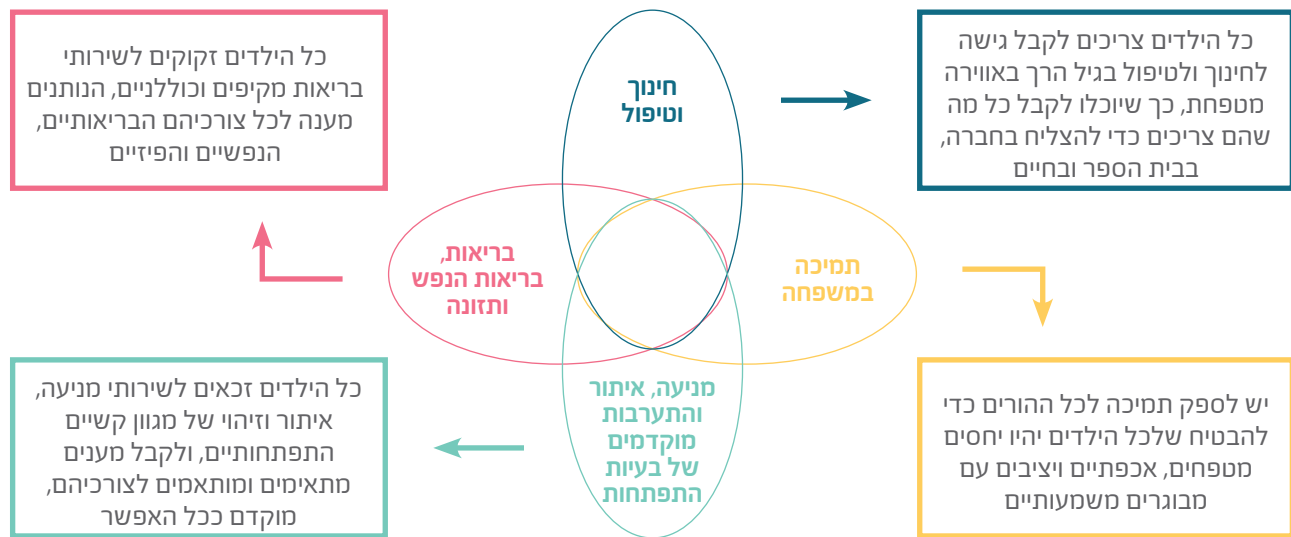 כל הילדים צריכים לקבל גישה
לחינוך ולטיפול בגיל הרך באווירה
מטפחת, כך שיוכלו לקבל כל מה
שהם צריכים כדי להצליח בחברה,
בבית הספר ובחיים
חינוך
וטיפול
כל הילדים זקוקים לשירותי
בריאות מקיפים וכוללניים, הנותנים
מענה לכל צורכיהם הבריאותיים,
הנפשיים והפיזיים
תמיכה
במשפחה
בריאות,
בריאות הנפש
ותזונה
יש לספק תמיכה לכל ההורים כדי
להבטיח שלכל הילדים יהיו יחסים
מטפחים, אכפתיים ויציבים עם
מבוגרים משמעותיים
מניעה, איתור
והתערבות
מוקדמים
של בעיות
התפתחות
כל הילדים זכאים לשירותי מניעה,
איתור וזיהוי של מגוון קשיים
התפתחותיים, ולקבל מענים
מתאימים ומותאמים לצורכיהם,
מוקדם ככל האפשר